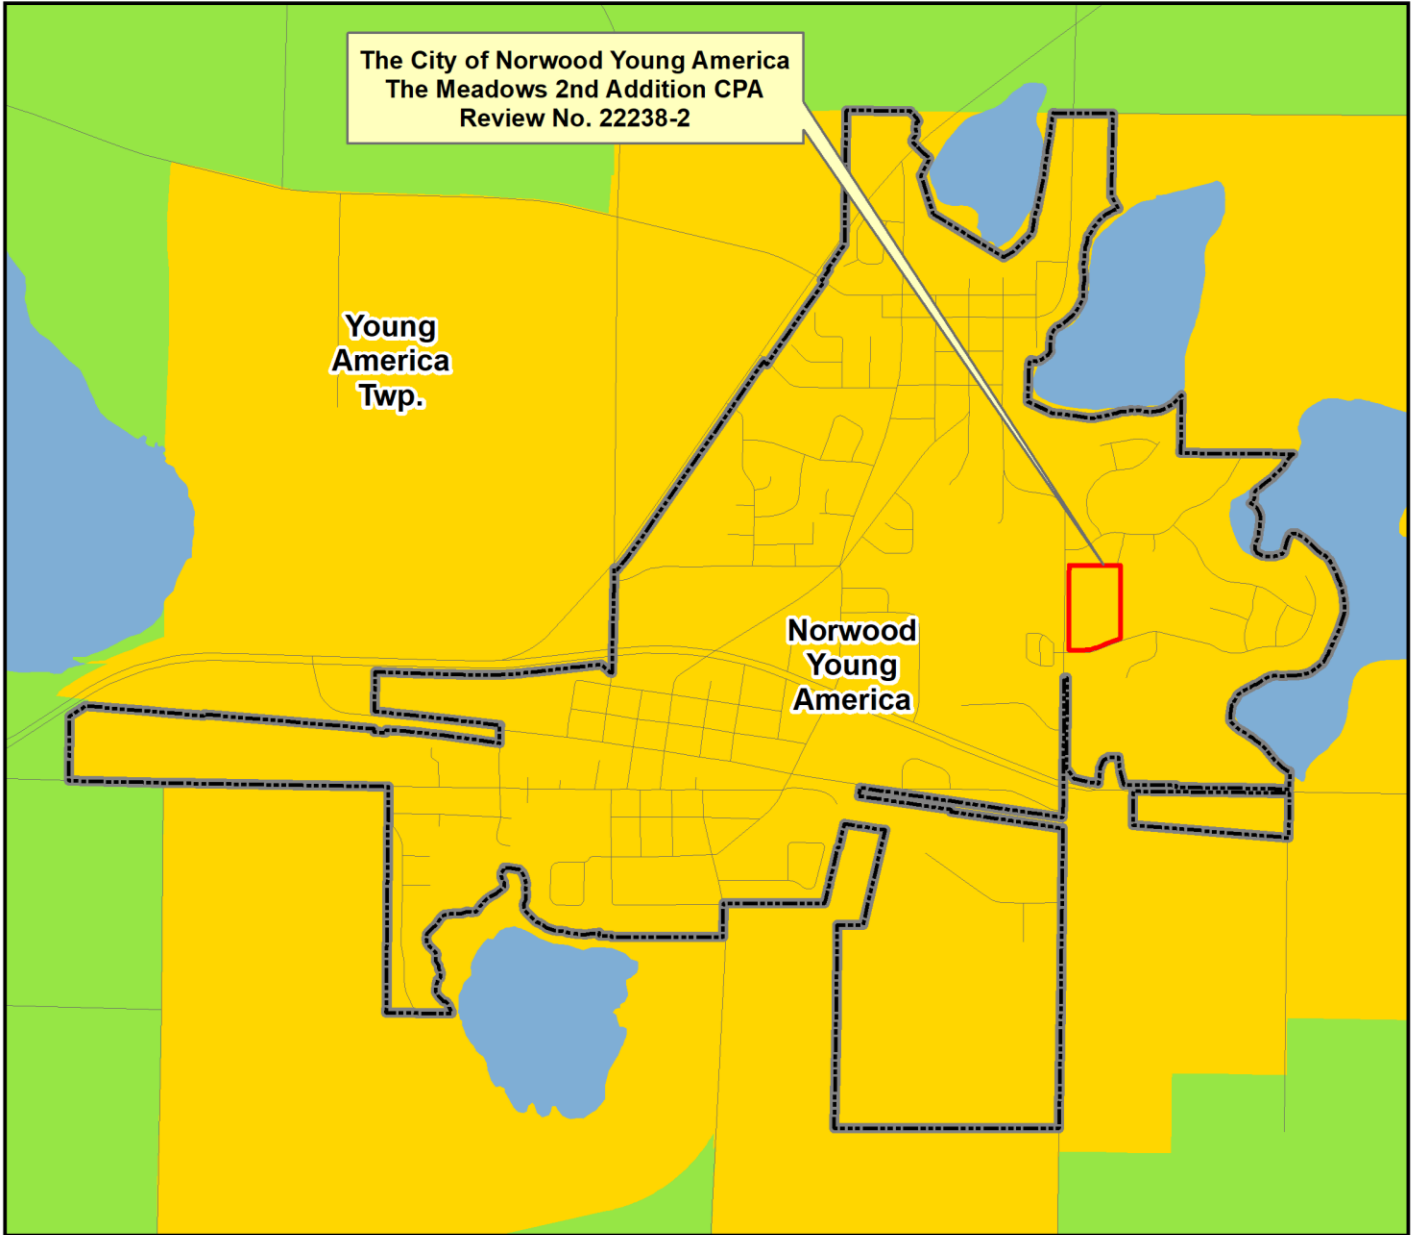 The City of Norwood Young America
The Meadows 2nd Addition CPA
Review No. 22238-2
Young
America
Twp.
Norwood
Young
America